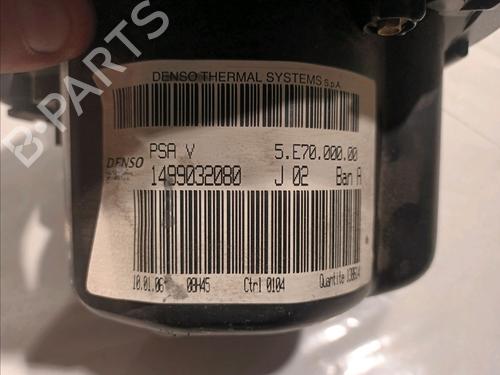 B-PARTS
DENSO THERMAL SYSTEMS S.p.A.
PSA V 5.E70.000.00
DENSO
1499032080 J 02 Ban A
10.01.06 08H45 Ctrl 0104 Quantite